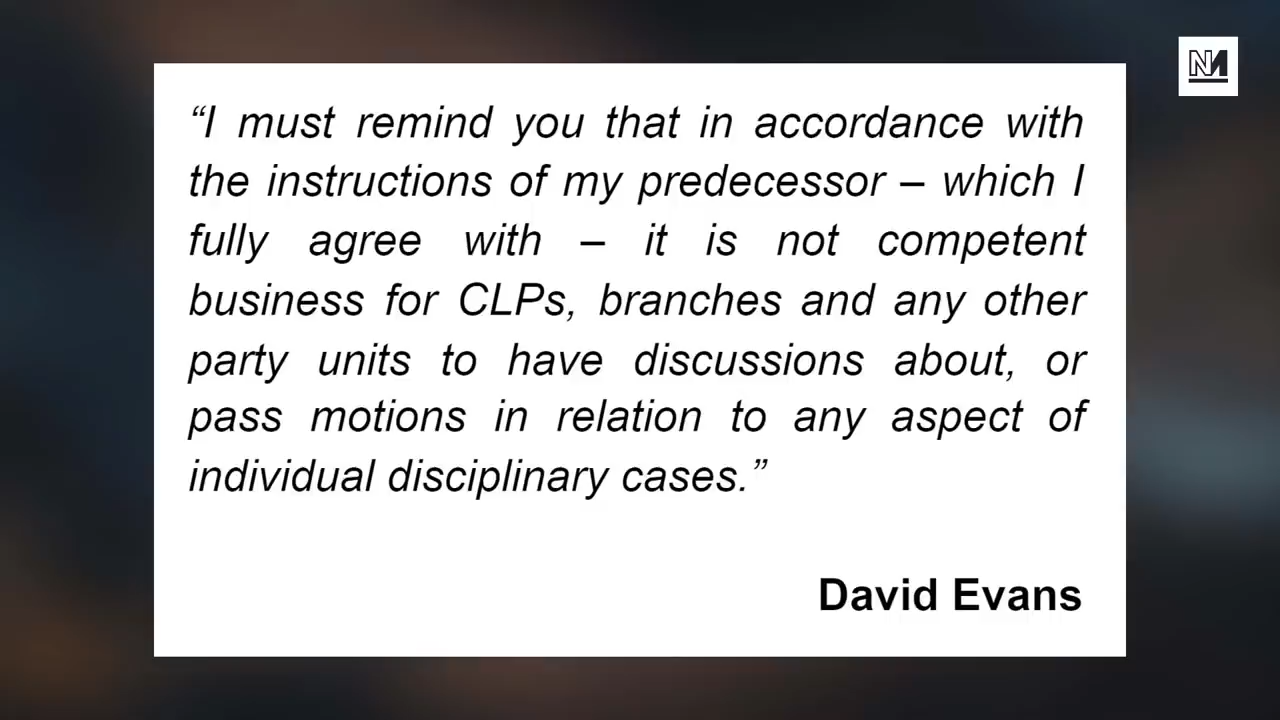 NM
“I must remind you that in accordance with
the instructions of my predecessor – which I
fully agree with – it is not competent
business for CLPs, branches and any other
party units to have discussions about, or
pass motions in relation to any aspect of
individual disciplinary cases.”
David Evans